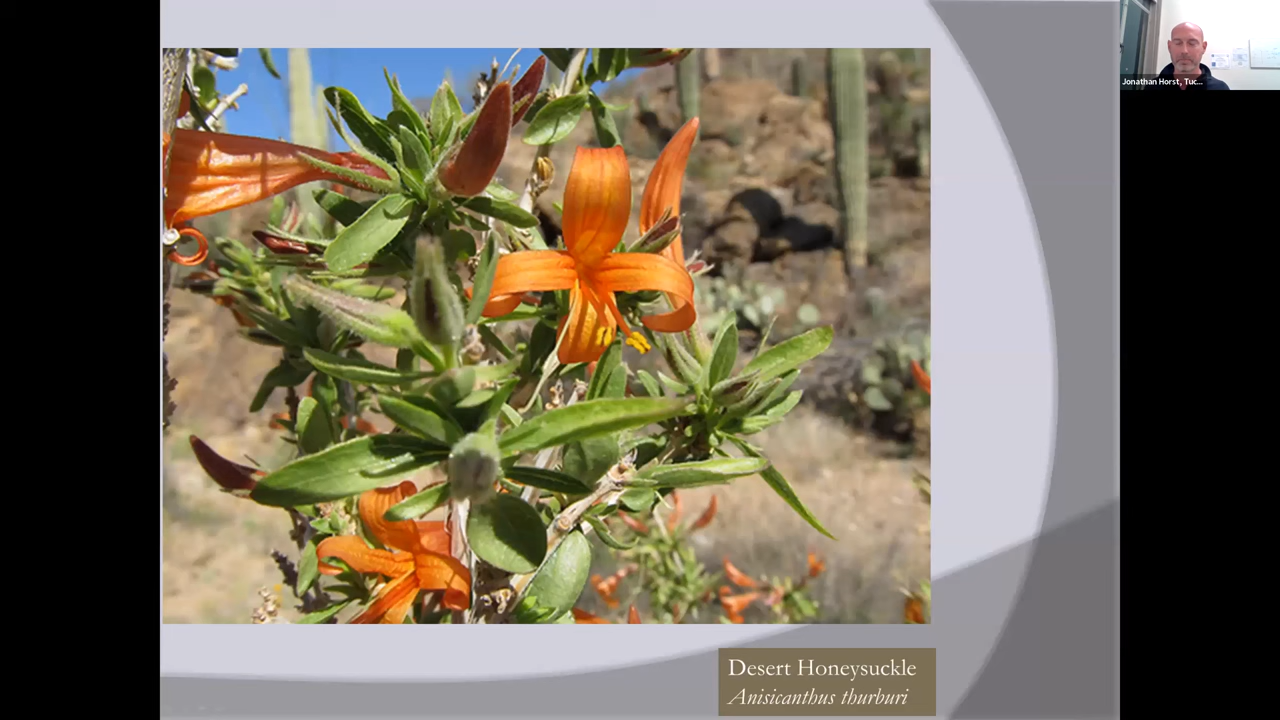 Jonathan Horst, Tuc...
Desert Honeysuckle
Anisicanthus thurburi